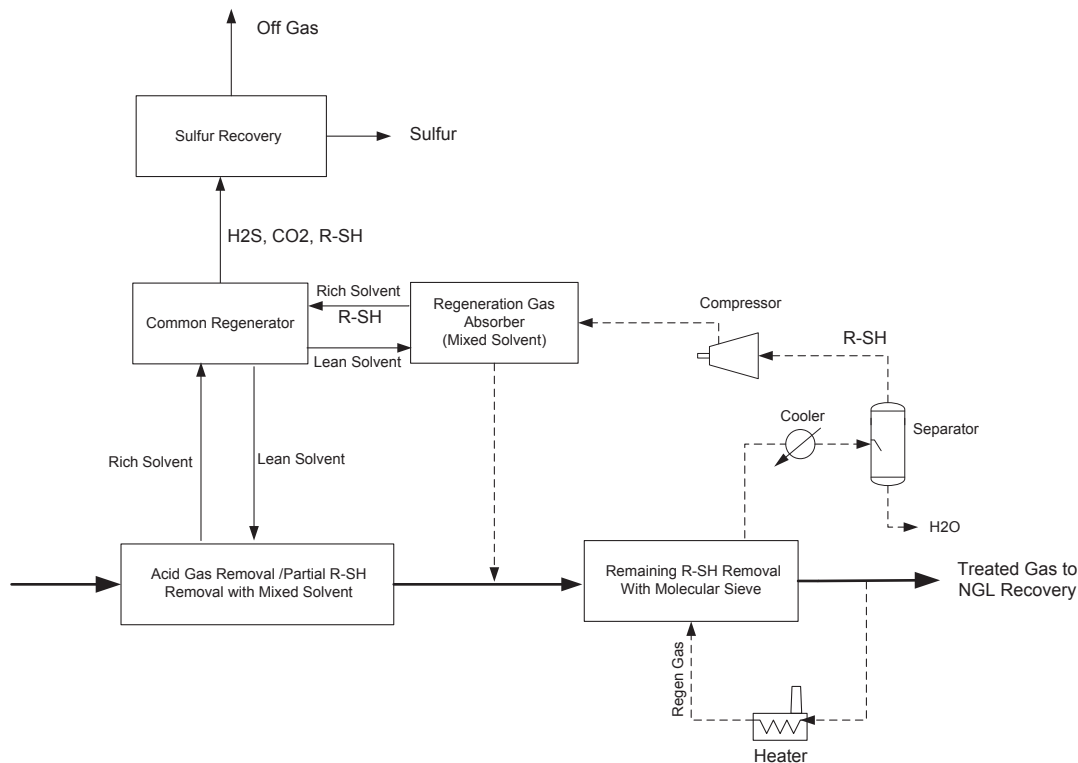 Off Gas
Sulfur Recovery
Sulfur
H2S, CO2, R-SH
Common Regenerator
Rich Solvent
R-SH
Lean Solvent
Regeneration Gas
Absorber
(Mixed Solvent)
Compressor
R-SH
Cooler
Separator
H2O
Rich Solvent
Lean Solvent
Acid Gas Removal /Partial R-SH
Removal with Mixed Solvent
Remaining R-SH Removal
With Molecular Sieve
Treated Gas to
NGL Recovery
Regen Gas
Heater